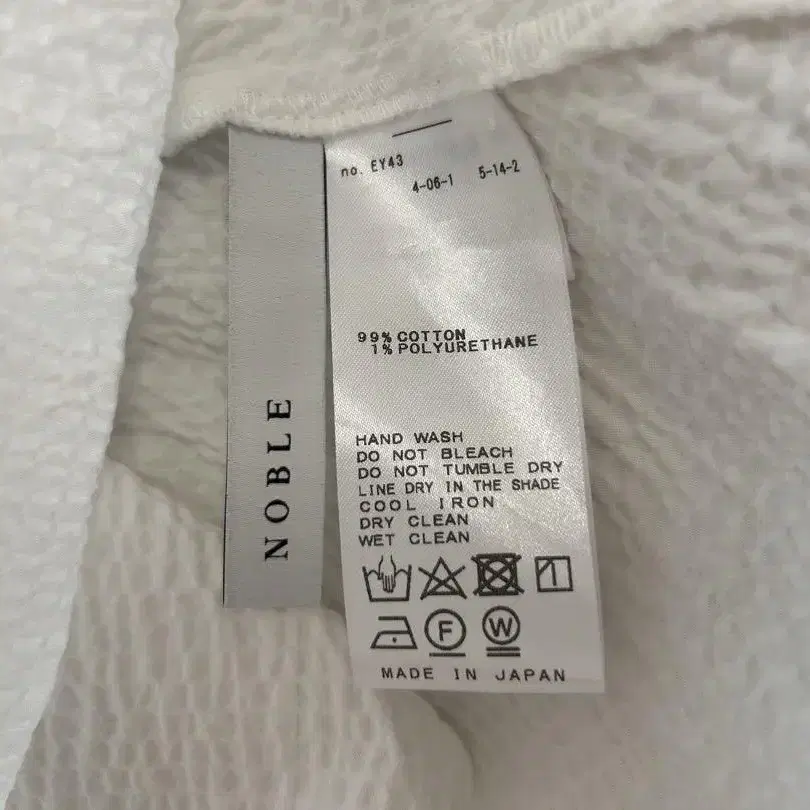 NOBLE
no. EY43
4-06-1 5-14-2
99% COTTON
1% POLYURETHANE
HAND WASH
DO NOT BLEACH
DO NOT TUMBLE DRY
LINE DRY IN THE SHADE
COOL IRON
DRY CLEAN
WET CLEAN
F W
MADE IN JAPAN